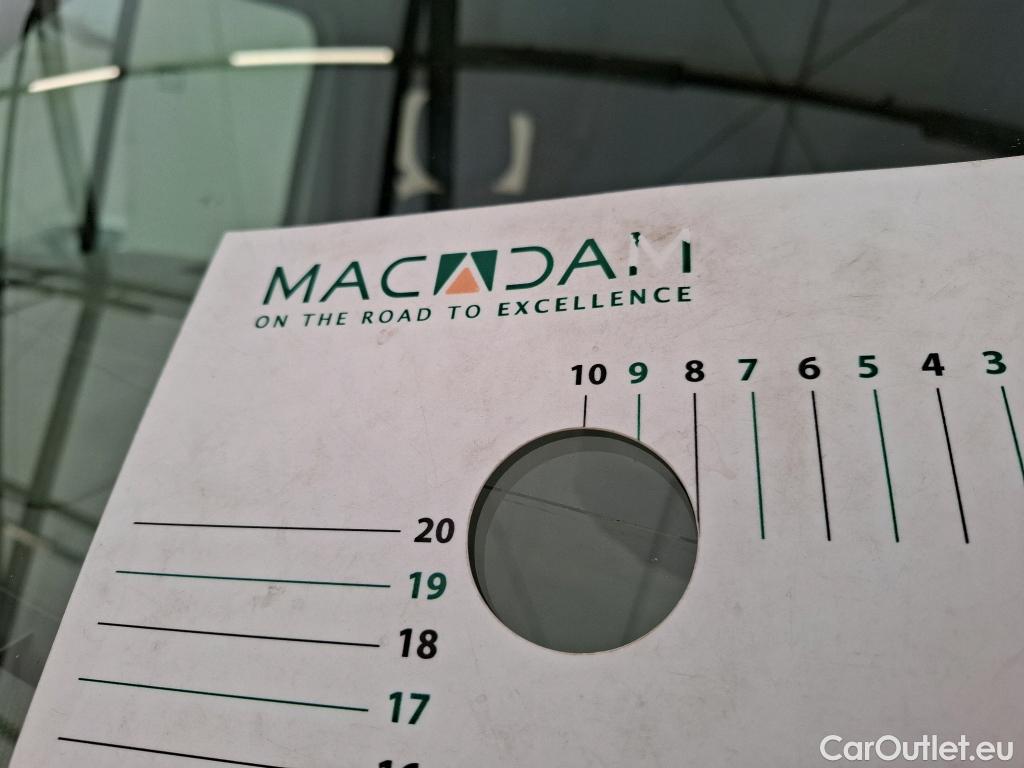 MACADAM
ON THE ROAD TO EXCELLENCE
10 9 8 7 6 5 4 3
20
19
18
17
16
CarOutlet.eu